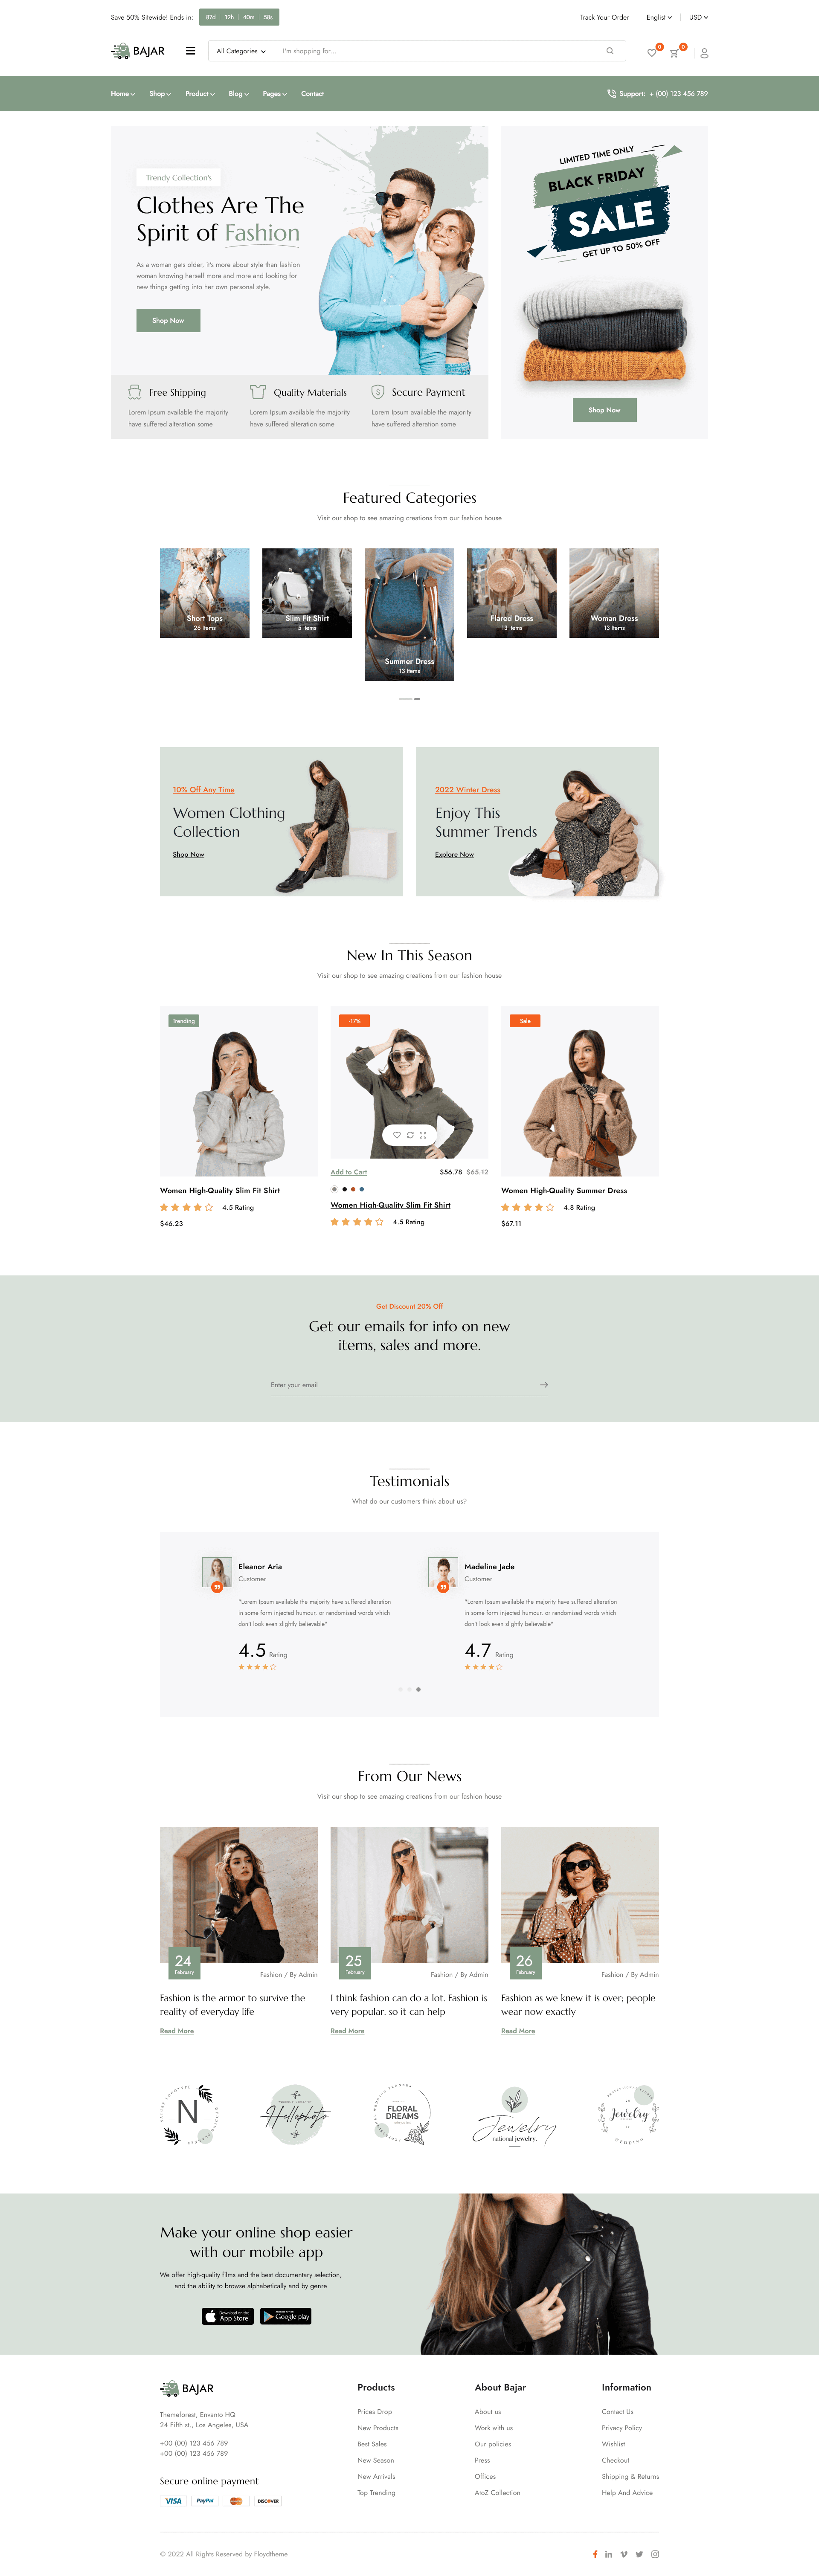 Save 50% Sitewide! Ends in:
87d 12h 40m 58s
Track Your Order
Englist
USD
BAJAR
All Categories
I'm shopping for...
0
0
Home
Shop
Product
Blog
Pages
Contact
Support: + (00) 123 456 789
Trendy Collection's
Clothes Are The
Spirit of Fashion
As a woman gets older, it's more about style than fashion
woman knowing herself more and more and looking for
new things getting into her own personal style.
Shop Now
LIMITED TIME ONLY
BLACK FRIDAY
SALE
GET UP TO 50% OFF
Shop Now
Free Shipping
Lorem Ipsum available the majority
have suffered alteration some
Quality Materials
Lorem Ipsum available the majority
have suffered alteration some
Secure Payment
Lorem Ipsum available the majority
have suffered alteration some
Featured Categories
Visit our shop to see amazing creations from our fashion house
Short Tops
26 Items
Slim Fit Shirt
5 Items
Summer Dress
13 Items
Flared Dress
13 Items
Woman Dress
13 Items
10% Off Any Time
Women Clothing
Collection
Shop Now
2022 Winter Dress
Enjoy This
Summer Trends
Explore Now
New In This Season
Visit our shop to see amazing creations from our fashion house
Trending
Women High-Quality Slim Fit Shirt
4.5 Rating
$46.23
-17%
Add to Cart
$56.78 $65.12
Women High-Quality Slim Fit Shirt
4.5 Rating
Sale
Women High-Quality Summer Dress
4.8 Rating
$67.11
Get Discount 20% Off
Get our emails for info on new
items, sales and more.
Enter your email
Testimonials
What do our customers think about us?
Eleanor Aria
Customer
"Lorem Ipsum available the majority have suffered alteration
in some form injected humour, or randomised words which
don't look even slightly believable"
4.5 Rating
Madeline Jade
Customer
"Lorem Ipsum available the majority have suffered alteration
in some form injected humour, or randomised words which
don't look even slightly believable"
4.7 Rating
From Our News
Visit our shop to see amazing creations from our fashion house
24
February
Fashion / By Admin
Fashion is the armor to survive the
reality of everyday life
Read More
25
February
Fashion / By Admin
I think fashion can do a lot. Fashion is
very popular, so it can help
Read More
26
February
Fashion / By Admin
Fashion as we knew it is over; people
wear now exactly
Read More
N
Hellophoto
FLORAL
DREAMS
Jewelry
national jewelry.
Jewelry
WEDDING
Make your online shop easier
with our mobile app
We offer high-quality films and the best documentary selection,
and the ability to browse alphabetically and by genre
Download on the
App Store
Google play
BAJAR
Themeforest, Envanto HQ
24 Fifth st., Los Angeles, USA
+00 (00) 123 456 789
+00 (00) 123 456 789
Secure online payment
VISA
PayPal
DISCOVER
Products
Prices Drop
New Products
Best Sales
New Season
New Arrivals
Top Trending
About Bajar
About us
Work with us
Our policies
Press
Offices
AtoZ Collection
Information
Contact Us
Privacy Policy
Wishlist
Checkout
Shipping & Returns
Help And Advice
© 2022 All Rights Reserved by Floydtheme